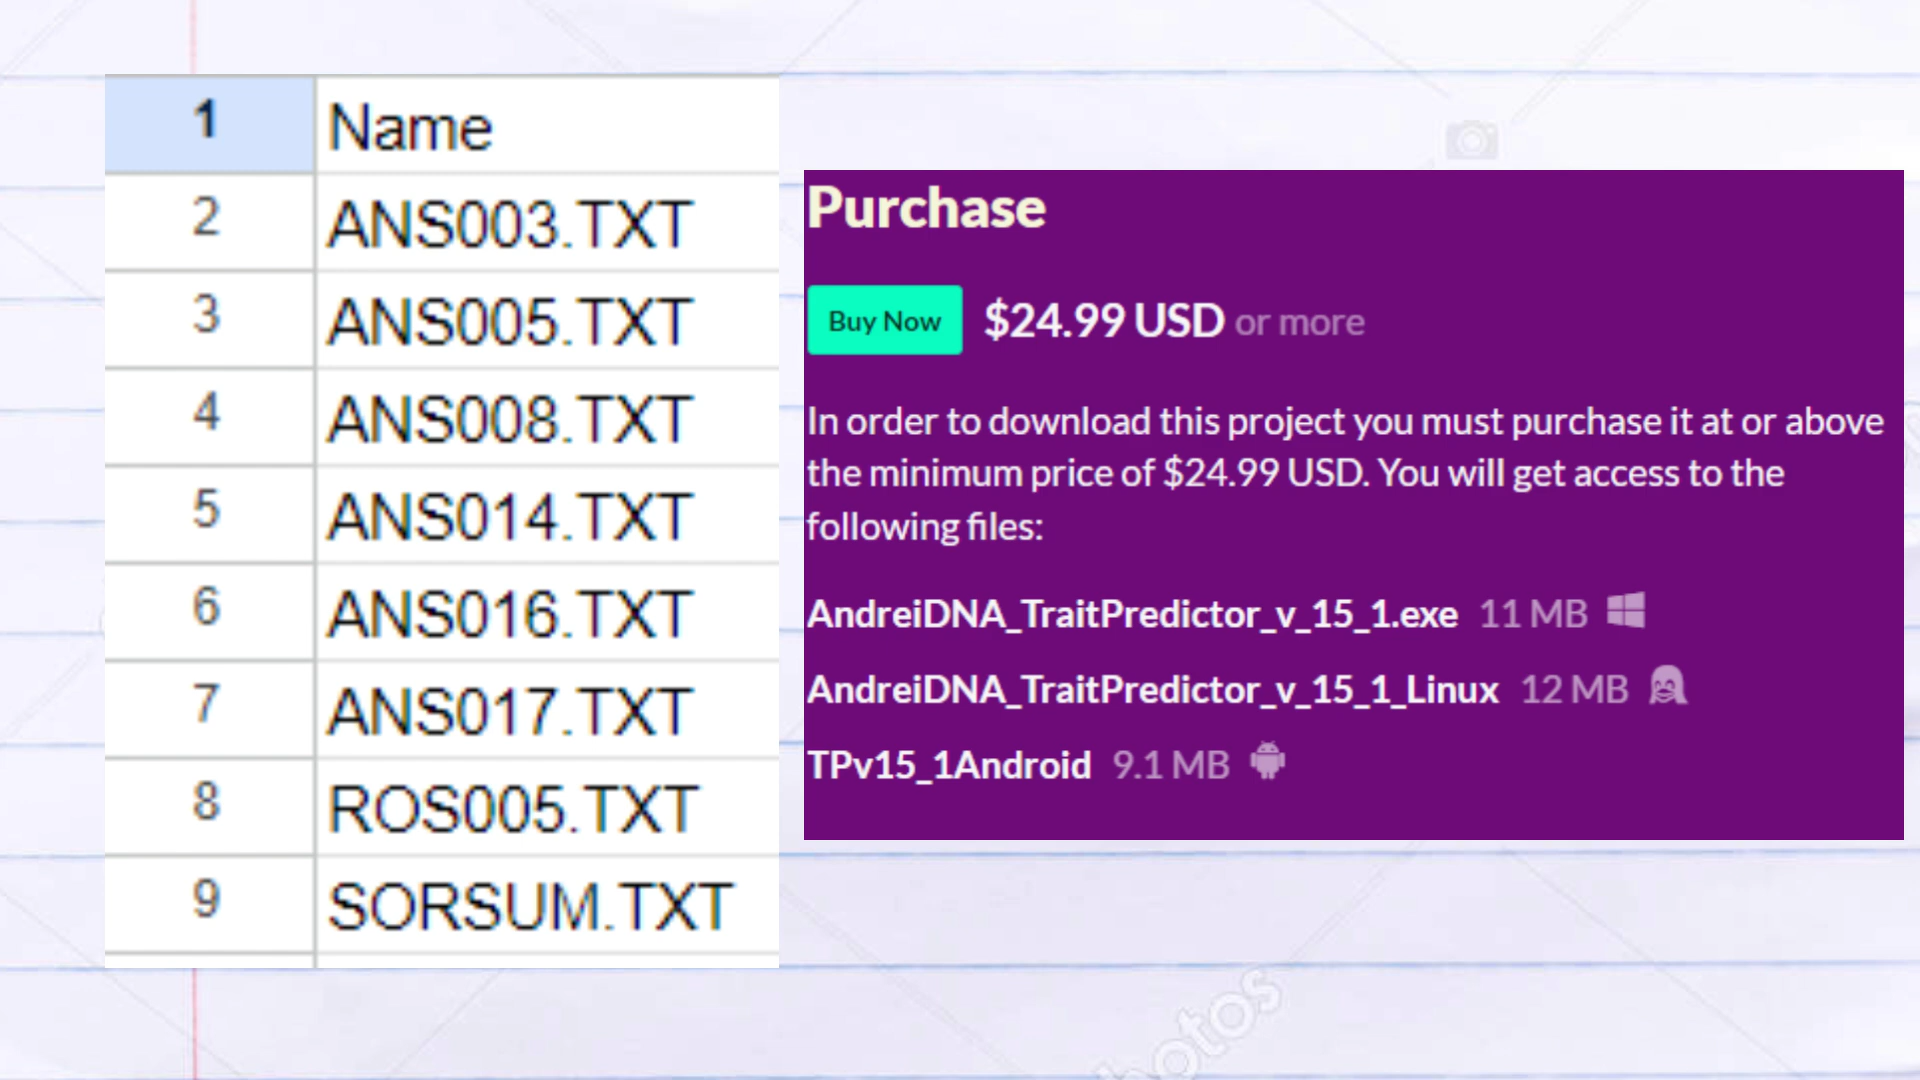 1 Name
2 ANS003.TXT
3 ANS005.TXT
4 ANS008.TXT
5 ANS014.TXT
6 ANS016.TXT
7 ANS017.TXT
8 ROS005.TXT
9 SORSUM.TXT
Purchase
Buy Now $24.99 USD or more
In order to download this project you must purchase it at or above
the minimum price of $24.99 USD. You will get access to the
following files:
AndreiDNA_TraitPredictor_v_15_1.exe 11 MB
AndreiDNA_TraitPredictor_v_15_1_Linux 12 MB
TPv15_1Android 9.1 MB